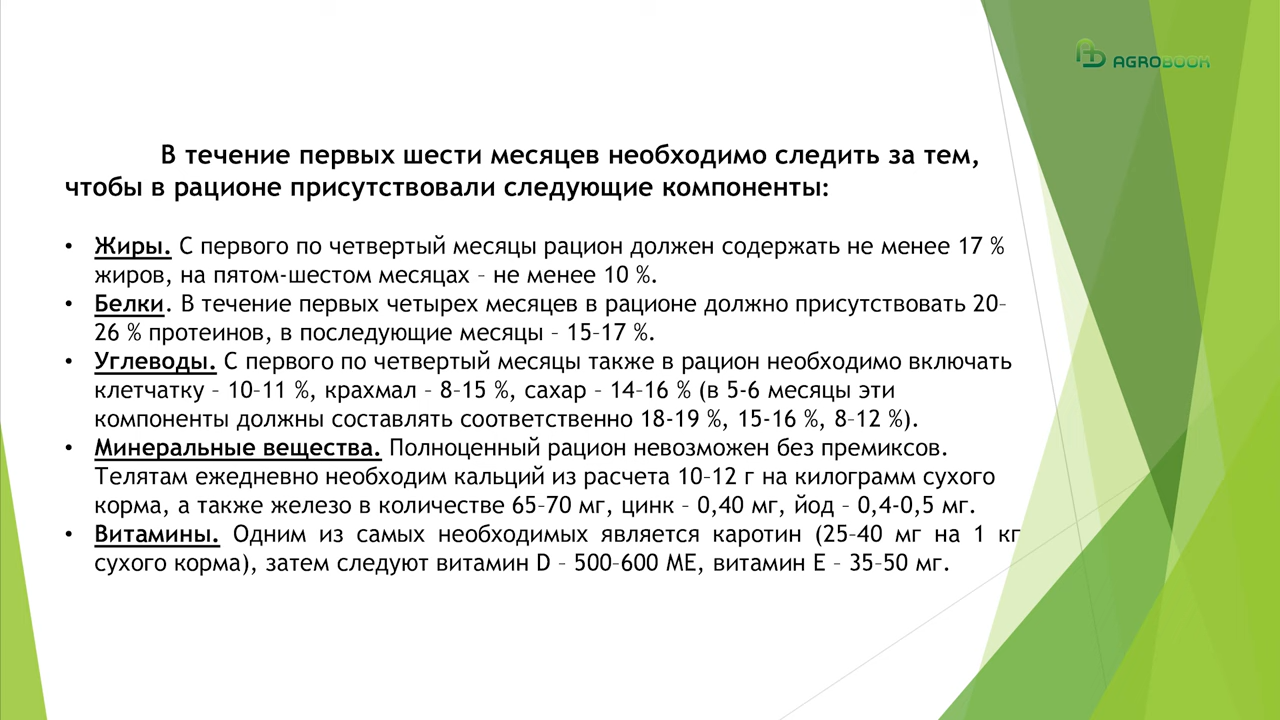 AGROBOOK
В течение первых шести месяцев необходимо следить за тем,
чтобы в рационе присутствовали следующие компоненты:
• Жиры. С первого по четвертый месяцы рацион должен содержать не менее 17 %
жиров, на пятом-шестом месяцах – не менее 10 %.
• Белки. В течение первых четырех месяцев в рационе должно присутствовать 20–
26 % протеинов, в последующие месяцы – 15–17 %.
• Углеводы. С первого по четвертый месяцы также в рацион необходимо включать
клетчатку – 10–11 %, крахмал – 8–15 %, сахар – 14–16 % (в 5-6 месяцы эти
компоненты должны составлять соответственно 18-19 %, 15-16 %, 8–12 %).
• Минеральные вещества. Полноценный рацион невозможен без премиксов.
Телятам ежедневно необходим кальций из расчета 10–12 г на килограмм сухого
корма, а также железо в количестве 65–70 мг, цинк – 0,40 мг, йод – 0,4-0,5 мг.
• Витамины. Одним из самых необходимых является каротин (25–40 мг на 1 кг
сухого корма), затем следуют витамин D – 500–600 МЕ, витамин Е – 35–50 мг.